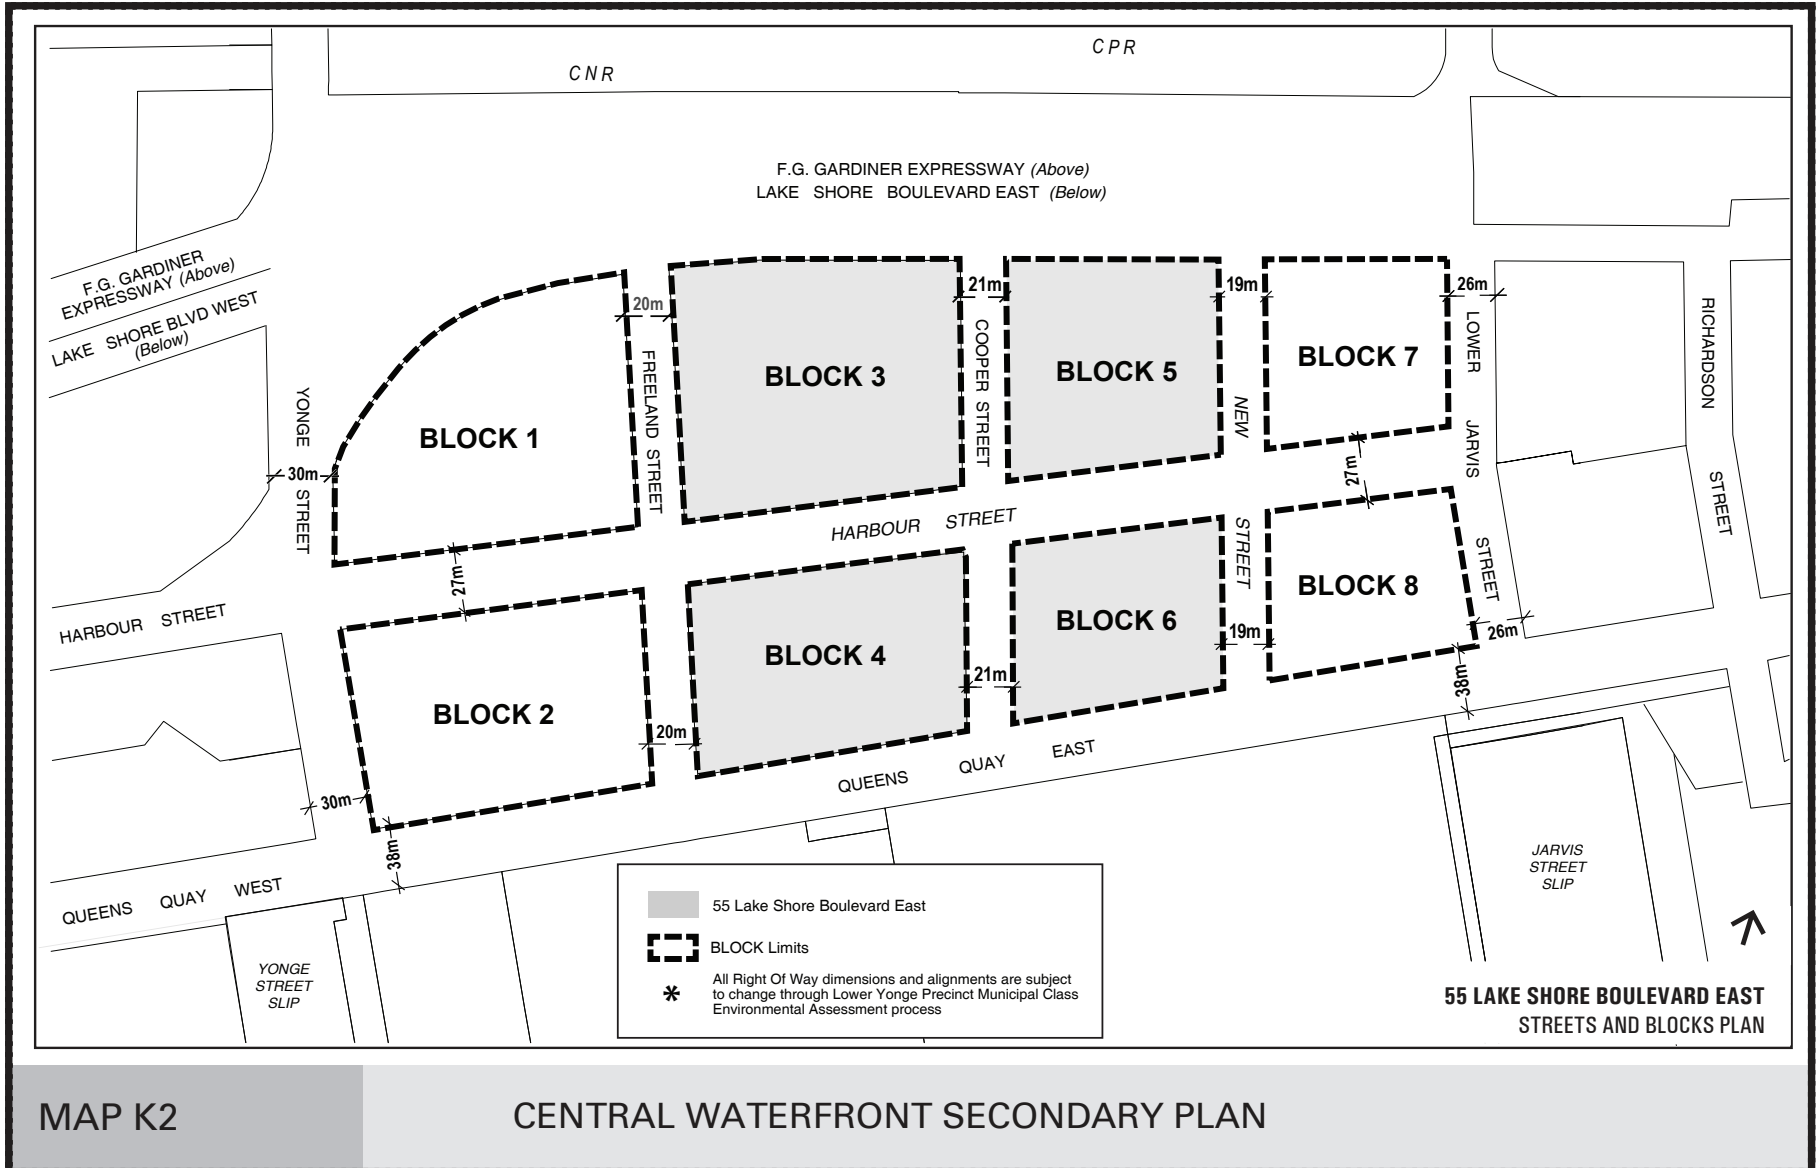 CNR
CPR
F.G. GARDINER EXPRESSWAY (Above)
LAKE SHORE BOULEVARD EAST (Below)
F.G. GARDINER
EXPRESSWAY (Above)
LAKE SHORE BLVD WEST
(Below)
YONGE STREET
30m
BLOCK 1
20m
FREELAND STREET
BLOCK 3
21m
COOPER STREET
BLOCK 5
19m
NEW STREET
BLOCK 7
26m
LOWER JARVIS STREET
RICHARDSON STREET
27m
27m
HARBOUR STREET
HARBOUR STREET
BLOCK 2
20m
BLOCK 4
21m
BLOCK 6
19m
BLOCK 8
26m
38m
30m
38m
QUEENS QUAY EAST
QUEENS QUAY WEST
YONGE
STREET
SLIP
JARVIS
STREET
SLIP
55 Lake Shore Boulevard East
BLOCK Limits
* All Right Of Way dimensions and alignments are subject
to change through Lower Yonge Precinct Municipal Class
Environmental Assessment process
55 LAKE SHORE BOULEVARD EAST
STREETS AND BLOCKS PLAN
MAP K2
CENTRAL WATERFRONT SECONDARY PLAN